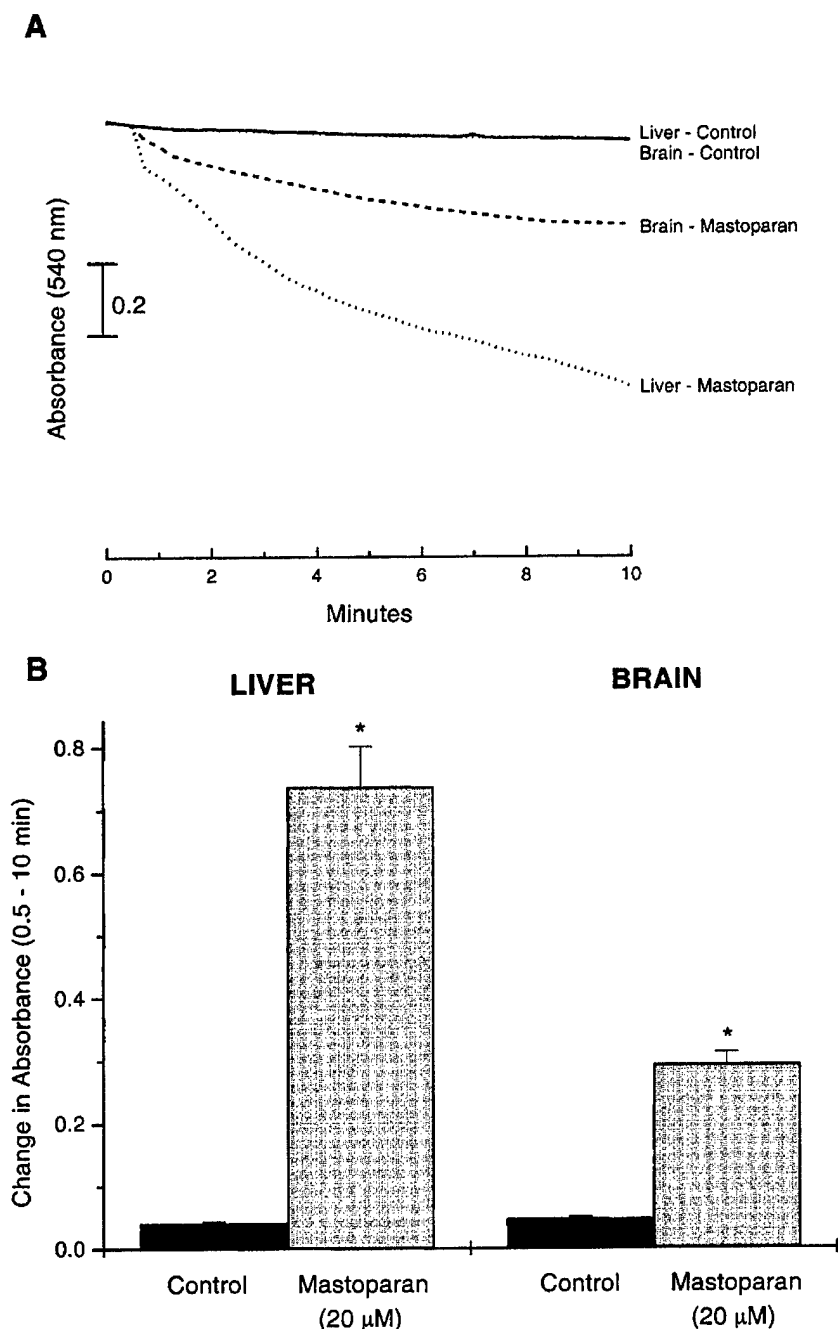 A
Liver - Control
Brain - Control
Brain - Mastoparan
Liver - Mastoparan
Absorbance (540 nm)
0.2
0 2 4 6 8 10
Minutes
B
LIVER BRAIN
Change in Absorbance (0.5 - 10 min)
0.8
0.6
0.4
0.2
0.0
*
*
Control Mastoparan Control Mastoparan
(20 µM) (20 µM)